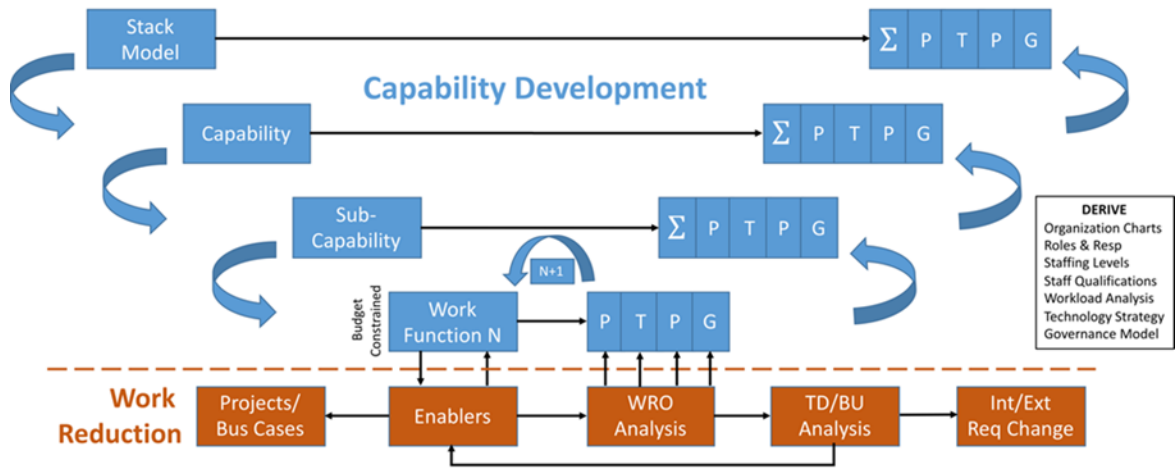 Stack
Model
Σ P T P G
Capability Development
Capability
Σ P T P G
Sub-
Capability
Σ P T P G
DERIVE
Organization Charts
Roles & Resp
Staffing Levels
Staff Qualifications
Workload Analysis
Technology Strategy
Governance Model
N+1
Budget
Constrained
Work
Function N
P T P G
Work
Reduction
Projects/
Bus Cases
Enablers
WRO
Analysis
TD/BU
Analysis
Int/Ext
Req Change